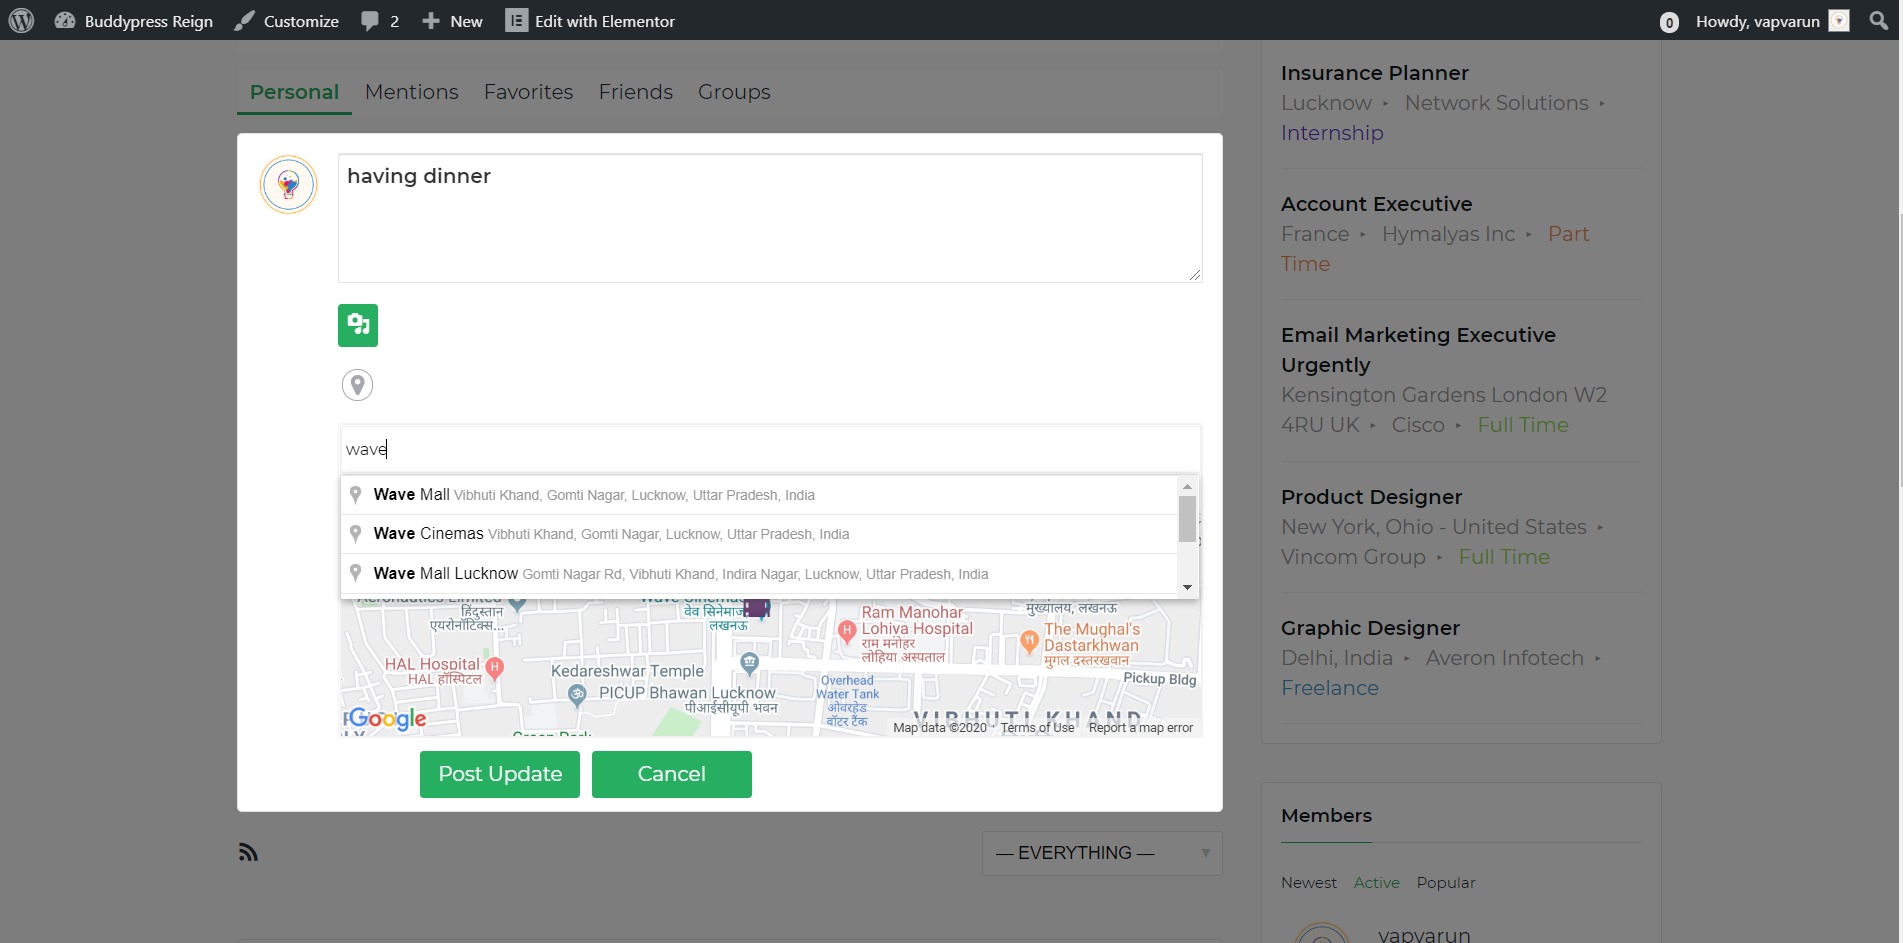 Buddypress Reign Customize 2 New Edit with Elementor 0 Howdy, vapvarun
Personal Mentions Favorites Friends Groups
having dinner
wave
Wave Mall Vibhuti Khand, Gomti Nagar, Lucknow, Uttar Pradesh, India
Wave Cinemas Vibhuti Khand, Gomti Nagar, Lucknow, Uttar Pradesh, India
Wave Mall Lucknow Gomti Nagar Rd, Vibhuti Khand, Indira Nagar, Lucknow, Uttar Pradesh, India
Aeronautics Limited
हिंदुस्तान
एयरोनॉटिक्स...
Wave Cinemas
वेव सिनेमाज
लखनऊ
Ram Manohar
Lohiya Hospital
राम मनोहर
लोहिया अस्पताल
मुख्यालय, लखनऊ
The Mughal's
Dastarkhwan
मुगल दस्तरख्वान
HAL Hospital
HAL हॉस्पिटल
Kedareshwar Temple
PICUP Bhawan Lucknow
पीआईसीयूपी भवन
Overhead
Water Tank
ओवरहेड
वॉटर टैंक
Pickup Bldg
VIBHUTI KHAND
Google
Green Park
Map data ©2020 Terms of Use Report a map error
Post Update Cancel
— EVERYTHING —
Insurance Planner
Lucknow Network Solutions
Internship
Account Executive
France Hymalyas Inc Part
Time
Email Marketing Executive
Urgently
Kensington Gardens London W2
4RU UK Cisco Full Time
Product Designer
New York, Ohio - United States
Vincom Group Full Time
Graphic Designer
Delhi, India Averon Infotech
Freelance
Members
Newest Active Popular
vapvarun